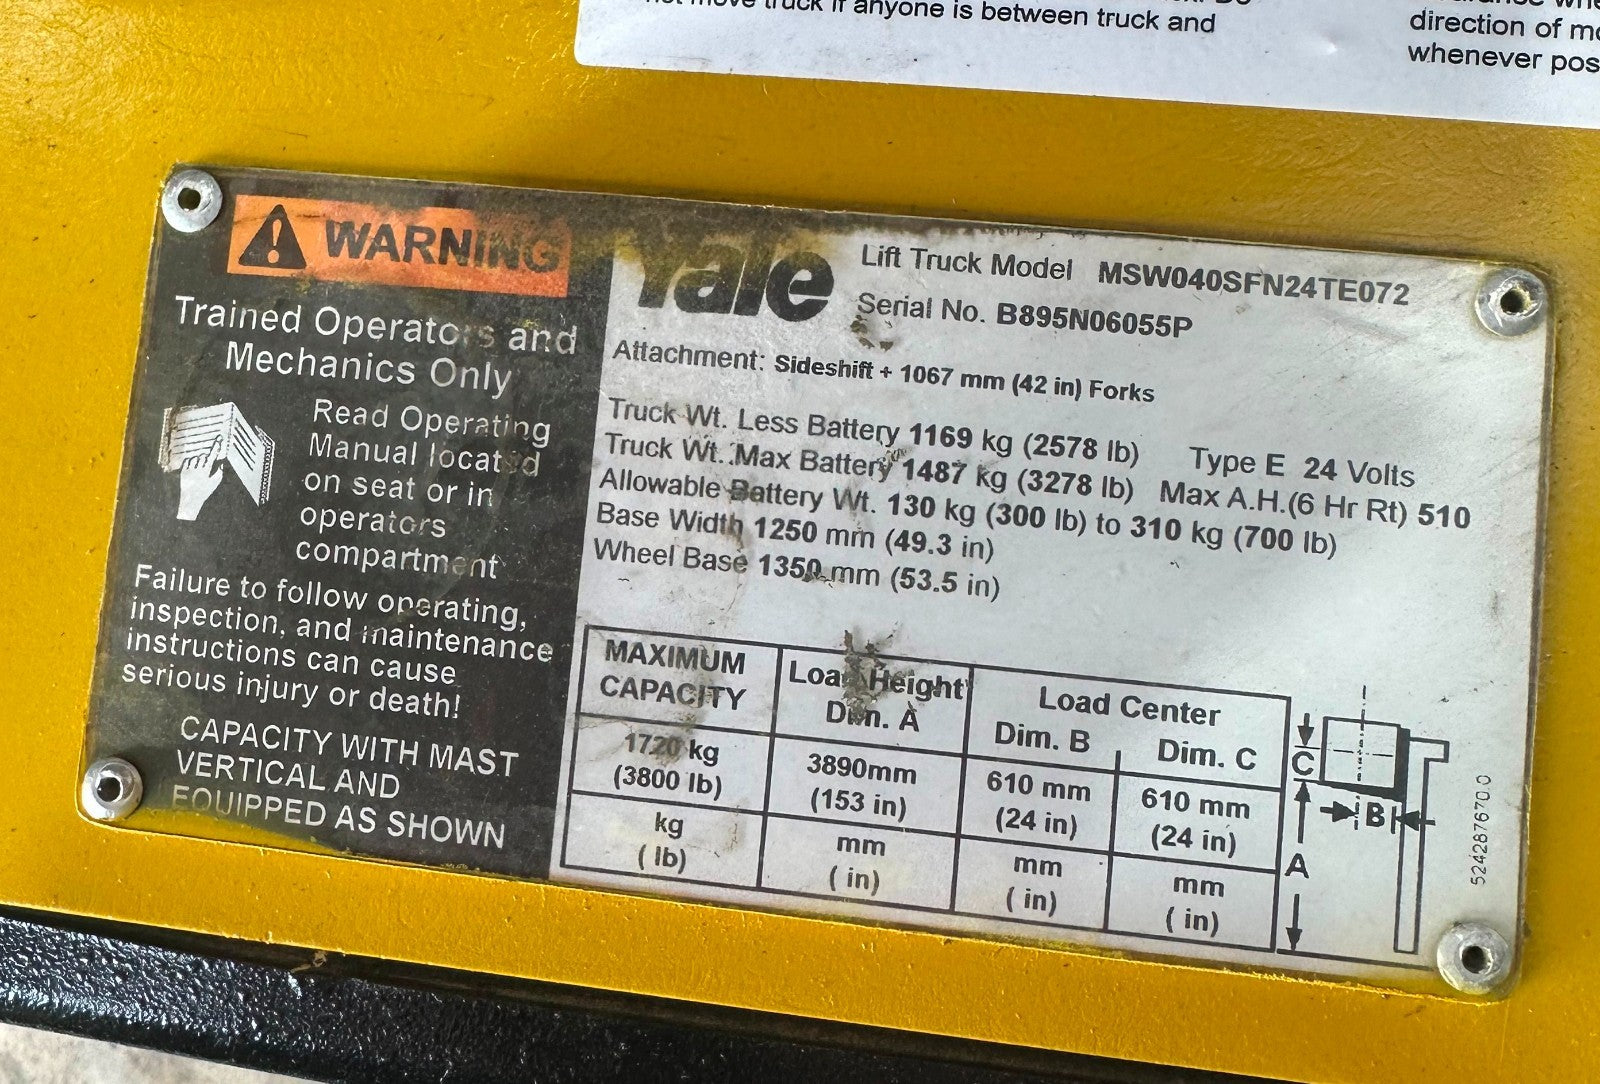 not move truck if anyone is between truck and
direction of
whenever
WARNING
Trained Operators and
Mechanics Only
Read Operating
Manual located
on seat or in
operators
compartment
Failure to follow operating,
inspection, and maintenance
instructions can cause
serious injury or death!
CAPACITY WITH MAST
VERTICAL AND
EQUIPPED AS SHOWN
Yale
Lift Truck Model MSW040SFN24TE072
Serial No. B895N06055P
Attachment: Sideshift + 1067 mm (42 in) Forks
Truck Wt. Less Battery 1169 kg (2578 lb) Type E 24 Volts
Truck Wt. Max Battery 1487 kg (3278 lb) Max A.H.(6 Hr Rt) 510
Allowable Battery Wt. 130 kg (300 lb) to 310 kg (700 lb)
Base Width 1250 mm (49.3 in)
Wheel Base 1350 mm (53.5 in)
MAXIMUM Load Height Load Center
CAPACITY Dim. A Dim. B Dim. C
1720 kg 3890mm 610 mm 610 mm
(3800 lb) (153 in) (24 in) (24 in)
kg mm mm mm
( lb) ( in) ( in) ( in)
C
B
A
524287670.0